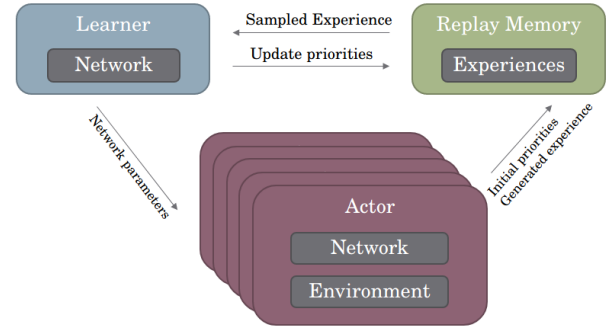 Learner
Network
Sampled Experience
Update priorities
Replay Memory
Experiences
Network parameters
Initial priorities
Generated experience
Actor
Network
Environment